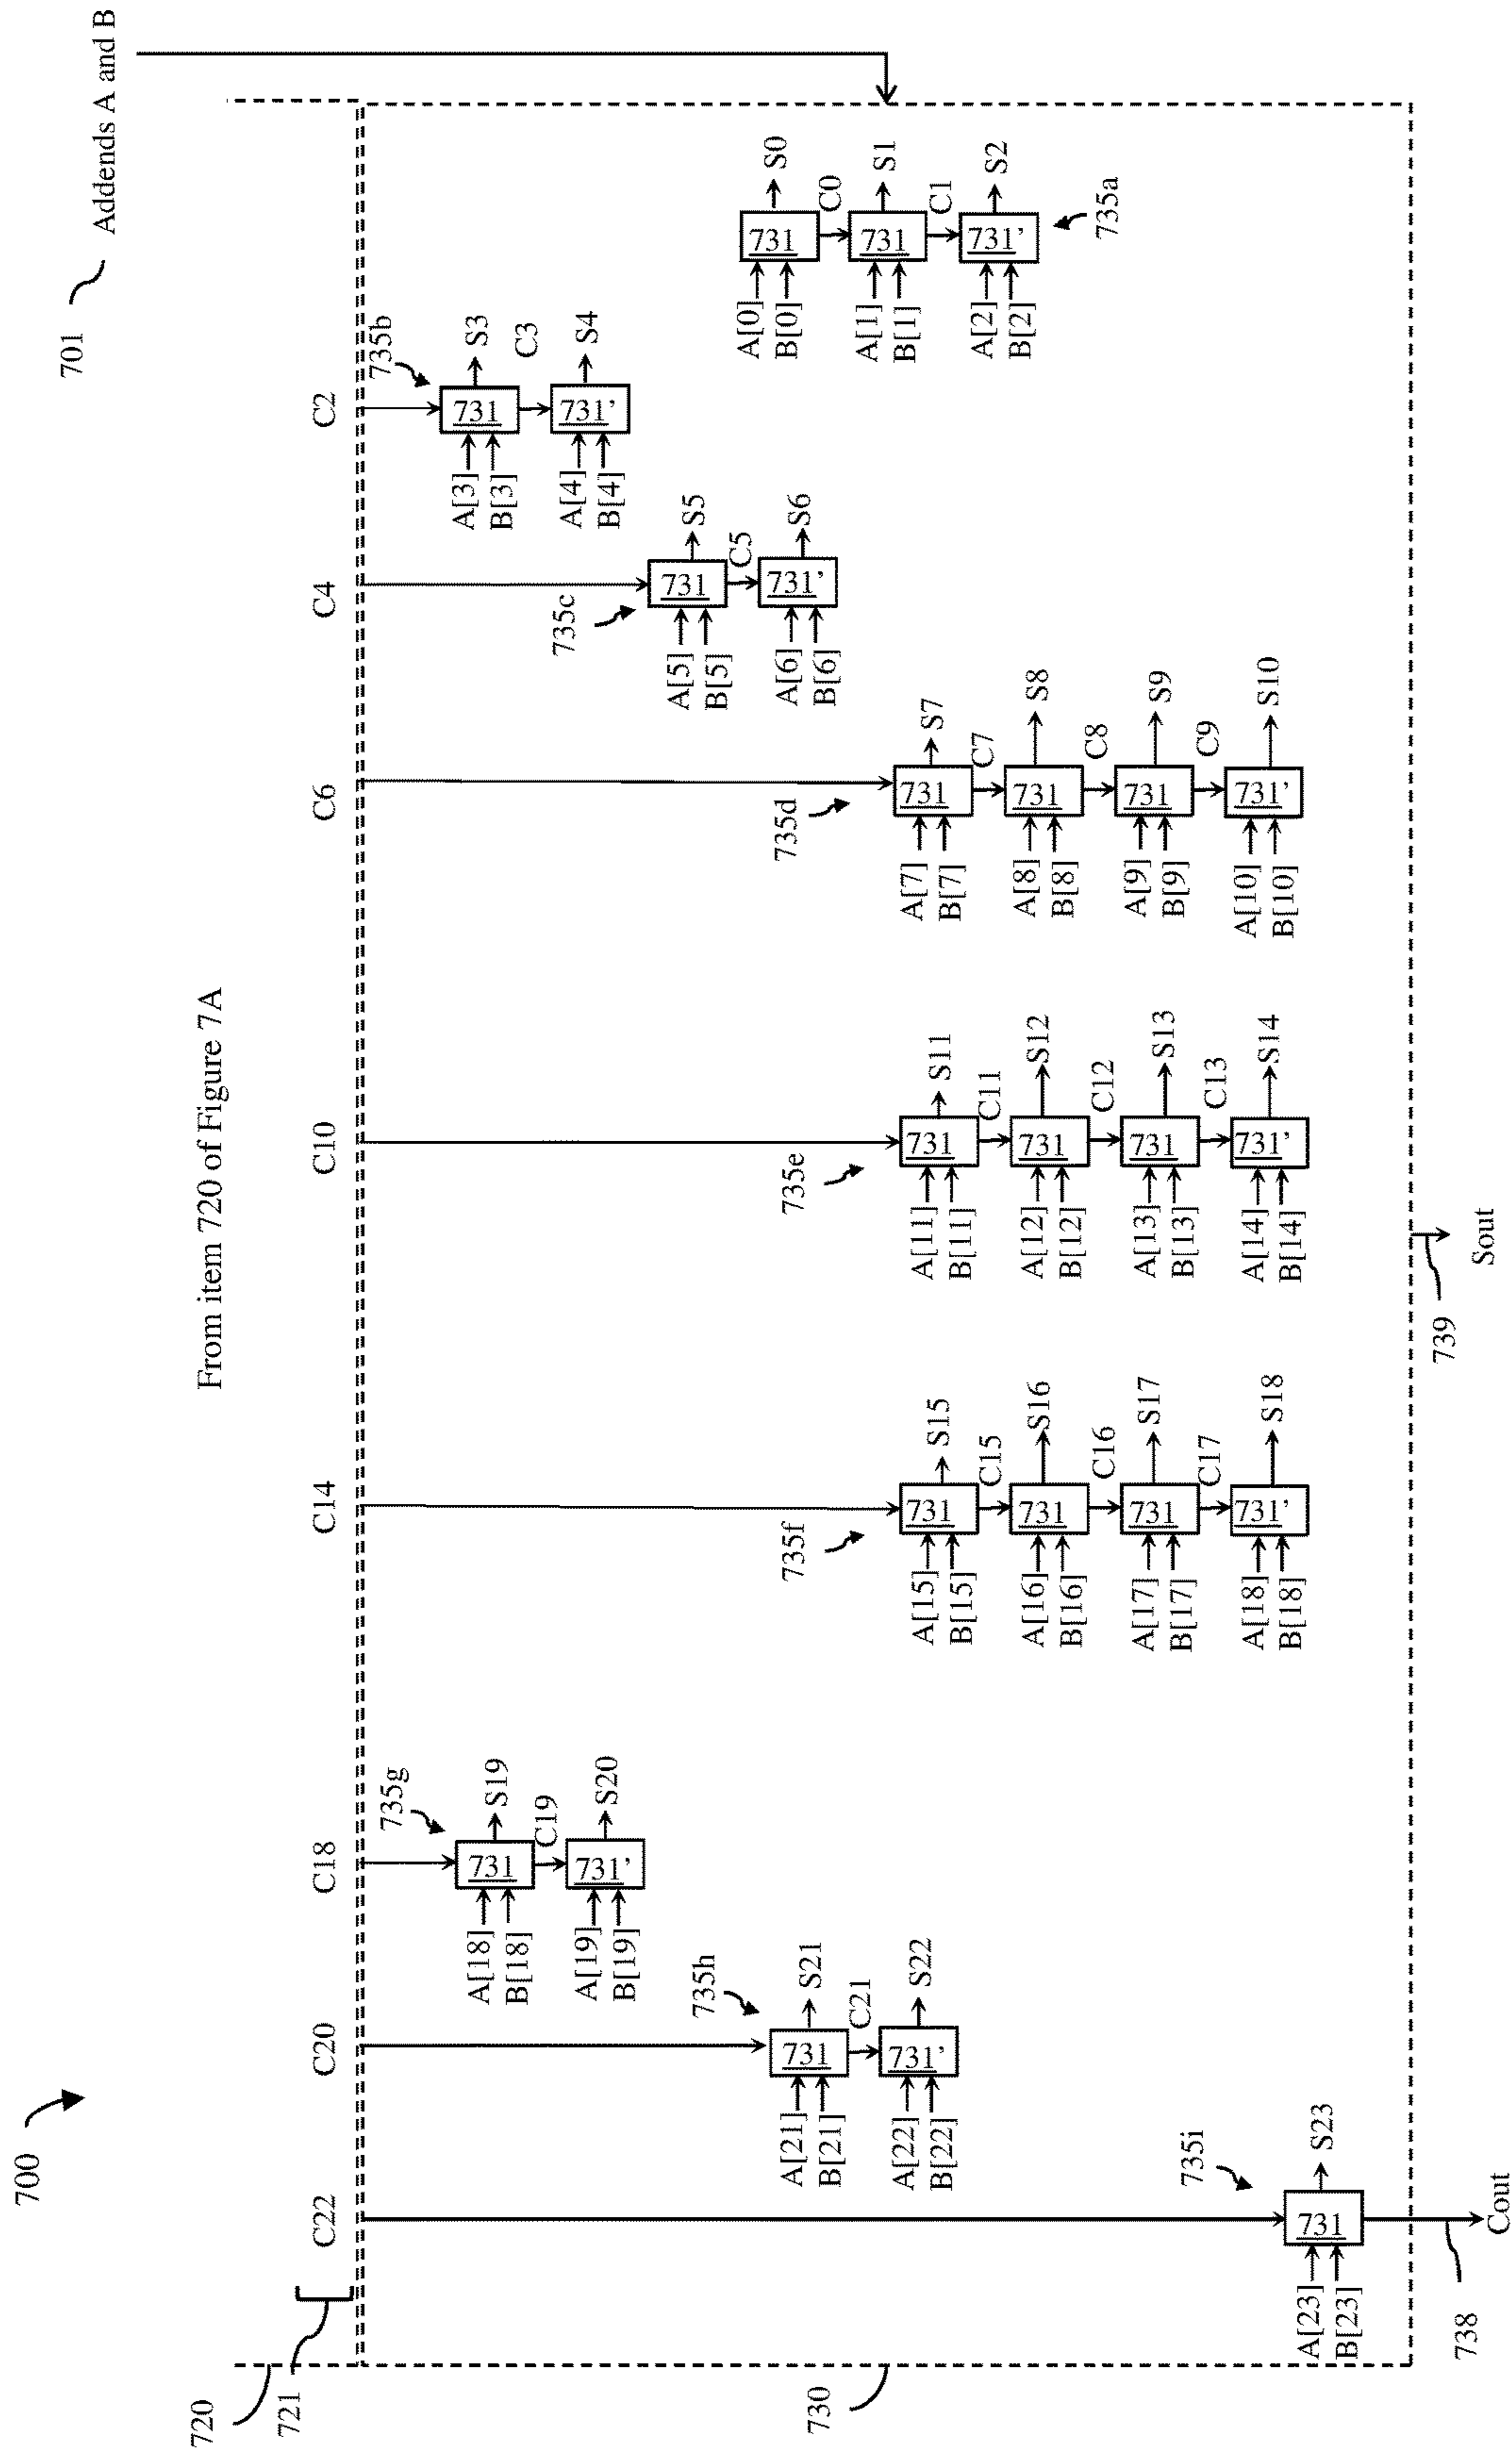 700
701
Addends A and B
From item 720 of Figure 7A
720
721
C22
C20
C18
C14
C10
C6
C4
C2
730
735a
A[0]
B[0]
731
S0
C0
A[1]
B[1]
731
S1
C1
A[2]
B[2]
731’
S2
735b
A[3]
B[3]
731
S3
C3
A[4]
B[4]
731’
S4
735c
A[5]
B[5]
731
S5
C5
A[6]
B[6]
731’
S6
735d
A[7]
B[7]
731
S7
C7
A[8]
B[8]
731
S8
C8
A[9]
B[9]
731
S9
C9
A[10]
B[10]
731’
S10
735e
A[11]
B[11]
731
S11
C11
A[12]
B[12]
731
S12
C12
A[13]
B[13]
731
S13
C13
A[14]
B[14]
731’
S14
735f
A[15]
B[15]
731
S15
C15
A[16]
B[16]
731
S16
C16
A[17]
B[17]
731
S17
C17
A[18]
B[18]
731’
S18
735g
A[18]
B[18]
731
S19
C19
A[19]
B[19]
731’
S20
735h
A[21]
B[21]
731
S21
C21
A[22]
B[22]
731’
S22
735i
A[23]
B[23]
731
S23
738
Cout
739
Sout